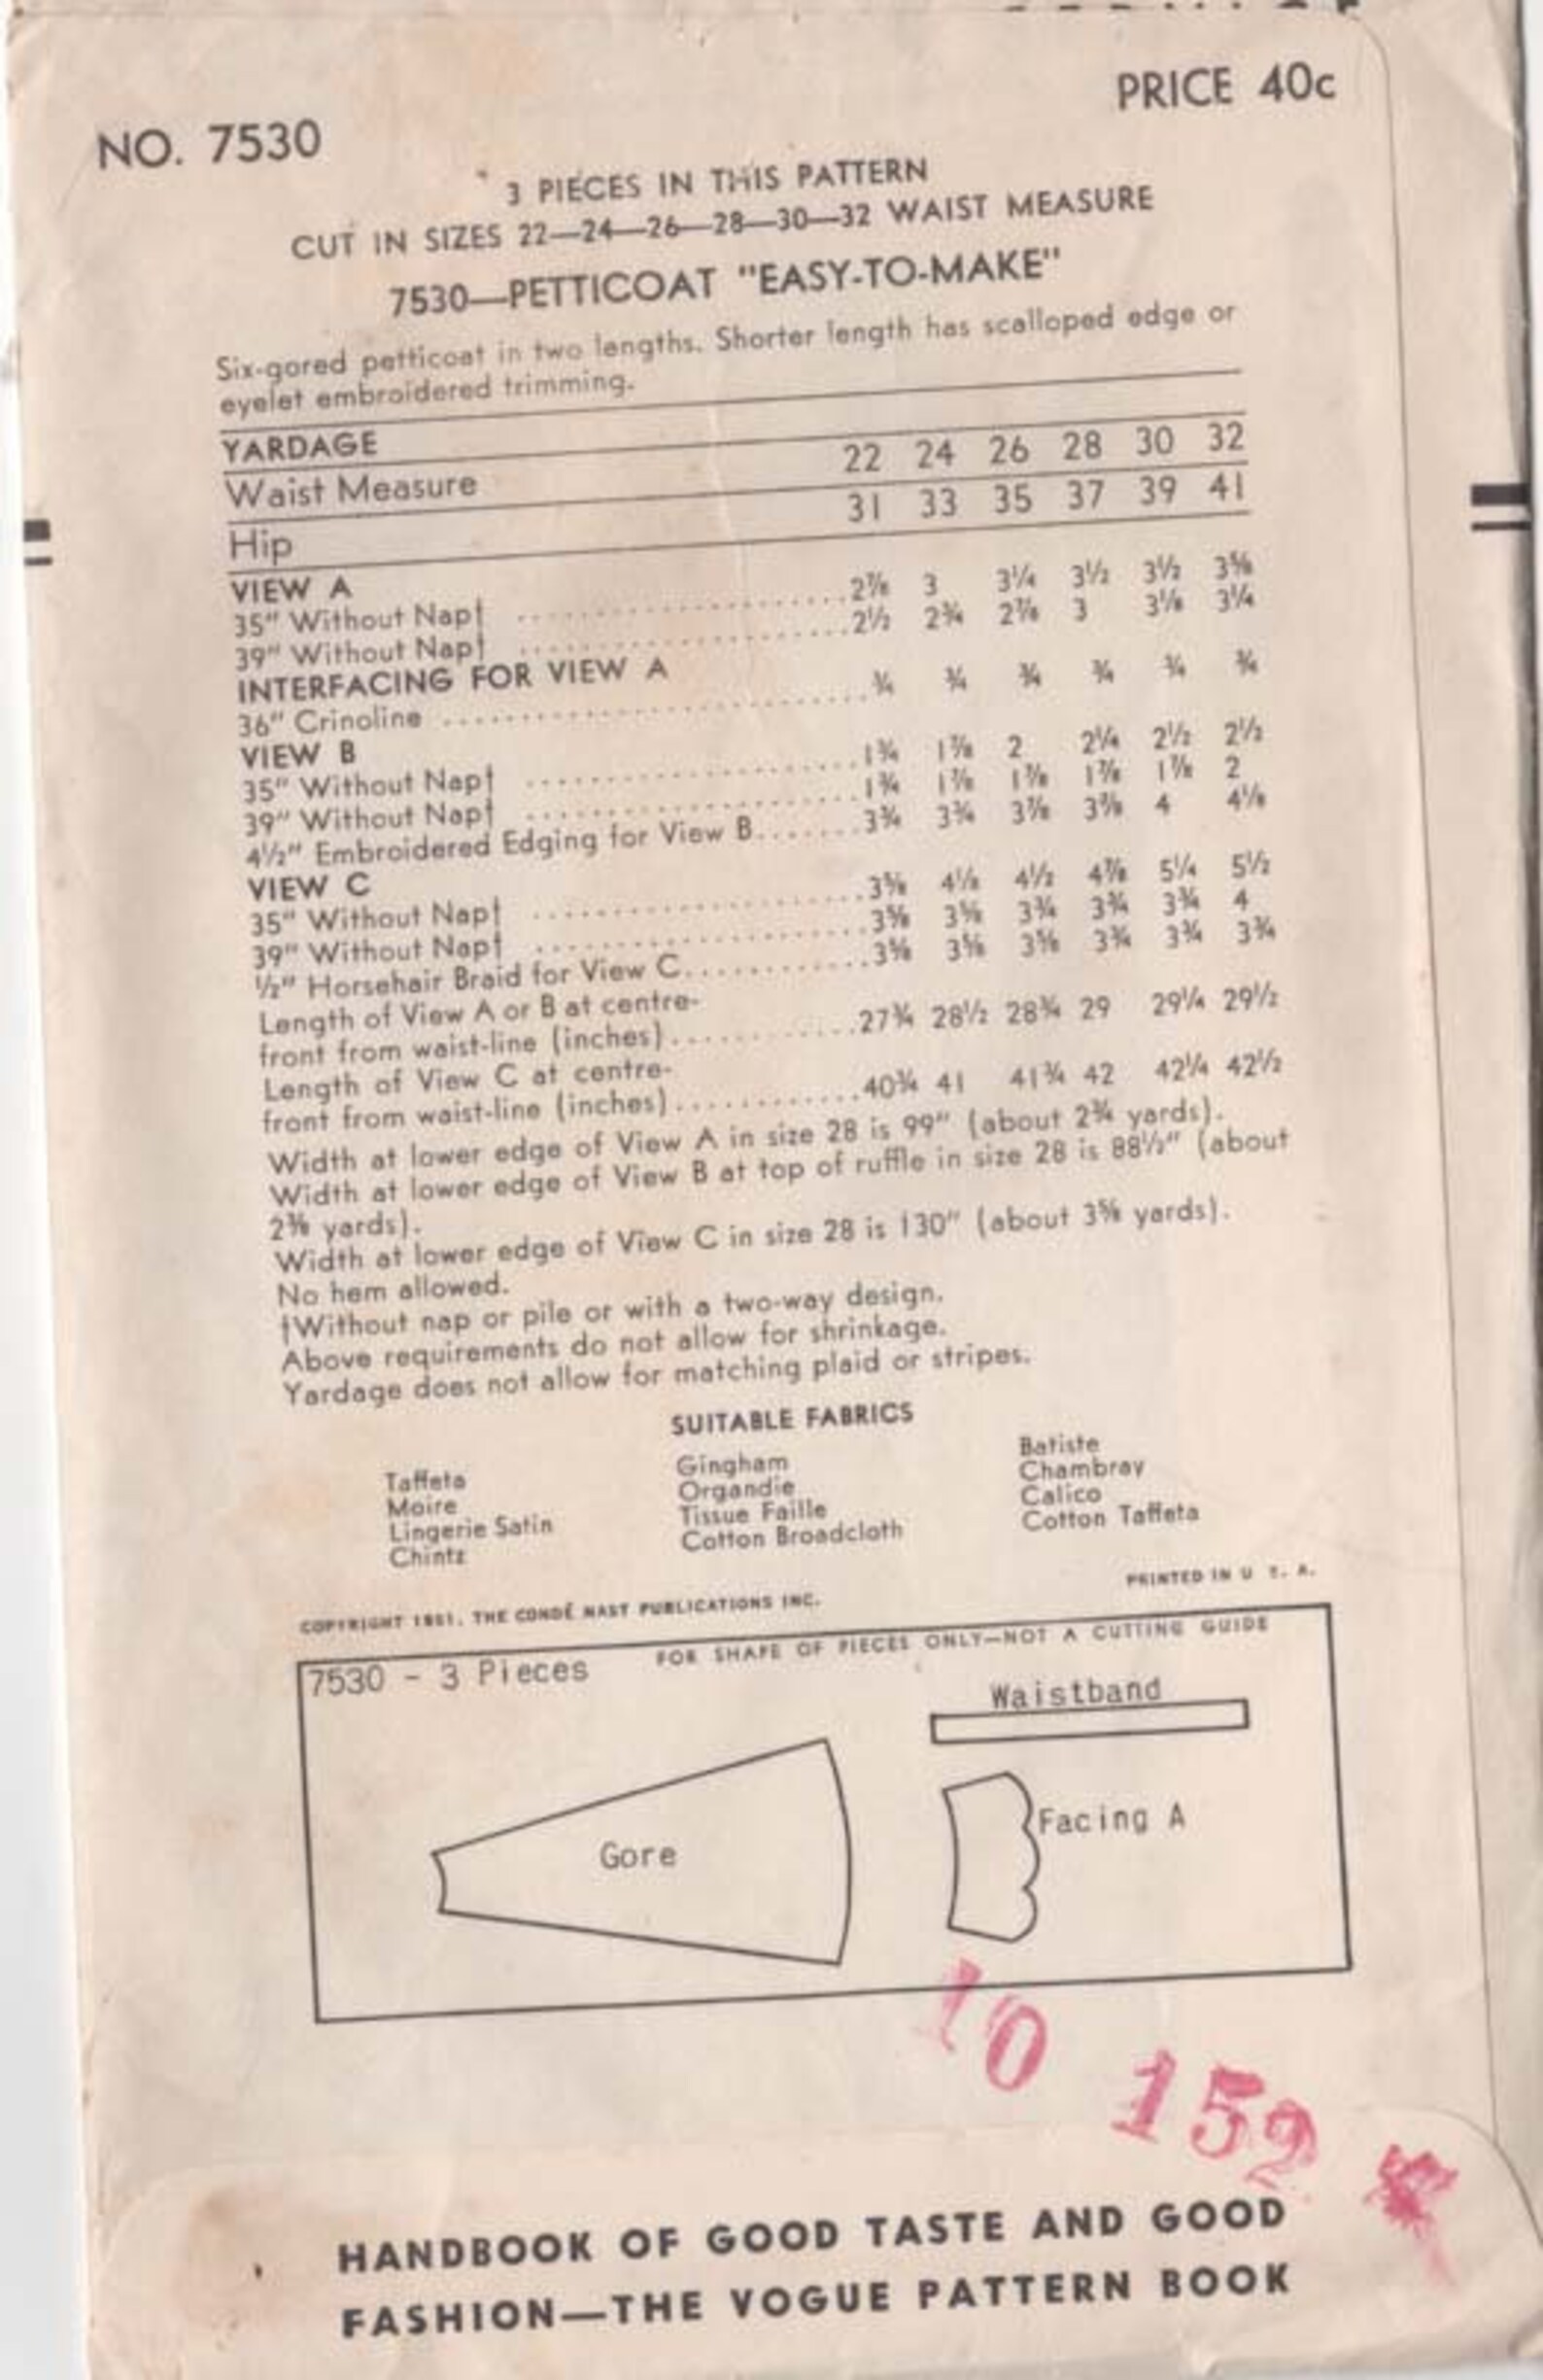 PRICE 40c
NO. 7530
3 PIECES IN THIS PATTERN
CUT IN SIZES 22—24—26—28—30—32 WAIST MEASURE
7530—PETTICOAT "EASY-TO-MAKE"
Six-gored petticoat in two lengths. Shorter length has scalloped edge or
eyelet embroidered trimming.
YARDAGE
Waist Measure 22 24 26 28 30 32
Hip 31 33 35 37 39 41
VIEW A
35" Without Nap† 2⅞ 3 3¼ 3½ 3½ 3⅝
39" Without Nap† 2½ 2¾ 2⅞ 3 3⅛ 3¼
INTERFACING FOR VIEW A
36" Crinoline ¾ ¾ ¾ ¾ ¾ ¾
VIEW B
35" Without Nap† 1¾ 1⅞ 2 2¼ 2½ 2½
39" Without Nap† 1¾ 1⅞ 1⅞ 1⅞ 1⅞ 2
4½" Embroidered Edging for View B 3¾ 3¾ 3⅞ 3⅞ 4 4⅛
VIEW C
35" Without Nap† 3⅝ 4⅛ 4½ 4⅞ 5¼ 5½
39" Without Nap† 3⅝ 3⅝ 3¾ 3¾ 3¾ 4
½" Horsehair Braid for View C 3⅝ 3⅝ 3⅝ 3¾ 3¾ 3¾
Length of View A or B at centre-
front from waist-line (inches) 27¾ 28½ 28¾ 29 29¼ 29½
Length of View C at centre-
front from waist-line (inches) 40¾ 41 41¾ 42 42¼ 42½
Width at lower edge of View A in size 28 is 99" (about 2¾ yards).
Width at lower edge of View B at top of ruffle in size 28 is 88½" (about
yards).
Width at lower edge of View C in size 28 is 130" (about 3⅝ yards).
No hem allowed.
†Without nap or pile or with a two-way design.
Above requirements do not allow for shrinkage.
Yardage does not allow for matching plaid or stripes.
SUITABLE FABRICS
Taffeta Gingham Batiste
Moire Organdie Chambray
Lingerie Satin Tissue Faille Calico
Chintz Cotton Broadcloth Cotton Taffeta
COPYRIGHT 1951, THE CONDÉ NAST PUBLICATIONS INC. PRINTED IN U. S. A.
7530 - 3 Pieces FOR SHAPE OF PIECES ONLY—NOT A CUTTING GUIDE
Waistband
Facing A
Gore
10 152
HANDBOOK OF GOOD TASTE AND GOOD
FASHION—THE VOGUE PATTERN BOOK